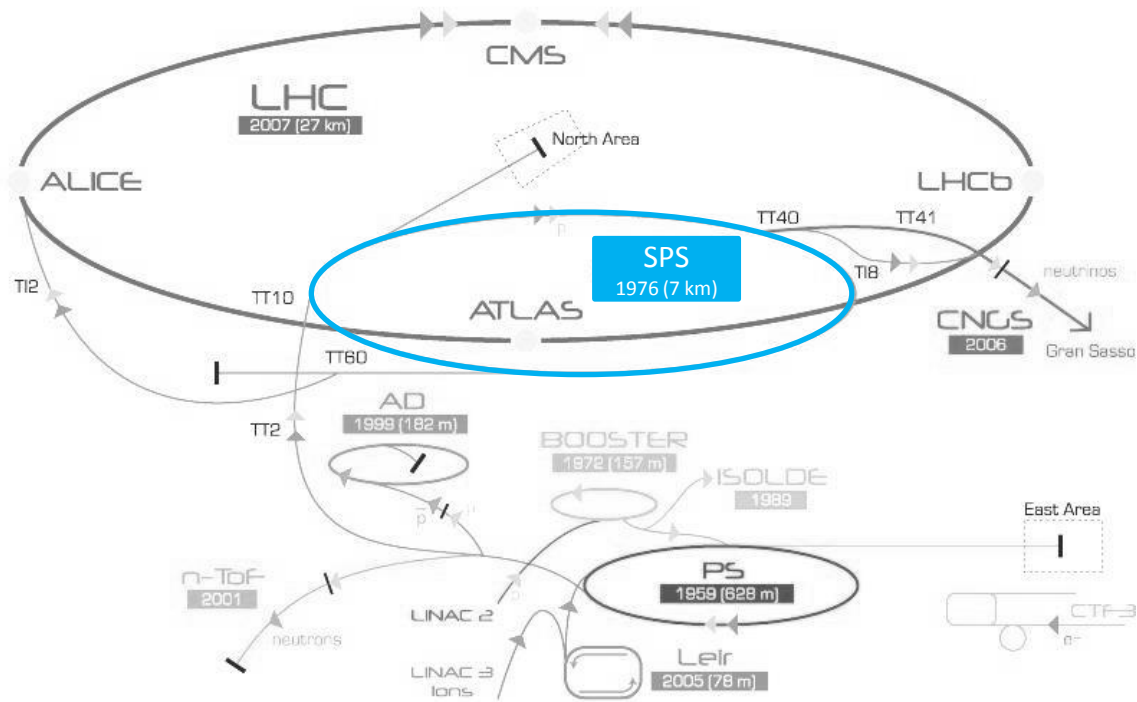 CMS
LHC
2007 (27 km)
North Area
ALICE
LHCb
TT40
TT41
SPS
1976 (7 km)
p
TI8
TI2
neutrinos
TT10
ATLAS
CNGS
2006
Gran Sasso
TT60
AD
1999 (182 m)
TT2
BOOSTER
1972 (157 m)
ISOLDE
1989
p̅
East Area
n-ToF
2001
PS
1959 (628 m)
LINAC 2
CTF3
e-
neutrons
LINAC 3
Ions
Leir
2005 (78 m)